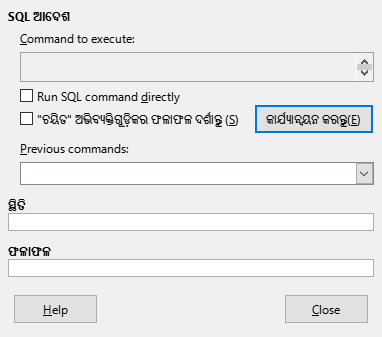 SQL ଆଦେଶ
Command to execute:
Run SQL command directly
"ଚୟିତ" ଅଭିବ୍ୟକ୍ତିଗୁଡ଼ିକର ଫଳାଫଳ ଦର୍ଶାନ୍ତୁ (S)
କାର୍ଯ୍ୟାନ୍ୱୟନ କରନ୍ତୁ(E)
Previous commands:
ସ୍ଥିତି
ଫଳାଫଳ
Help
Close